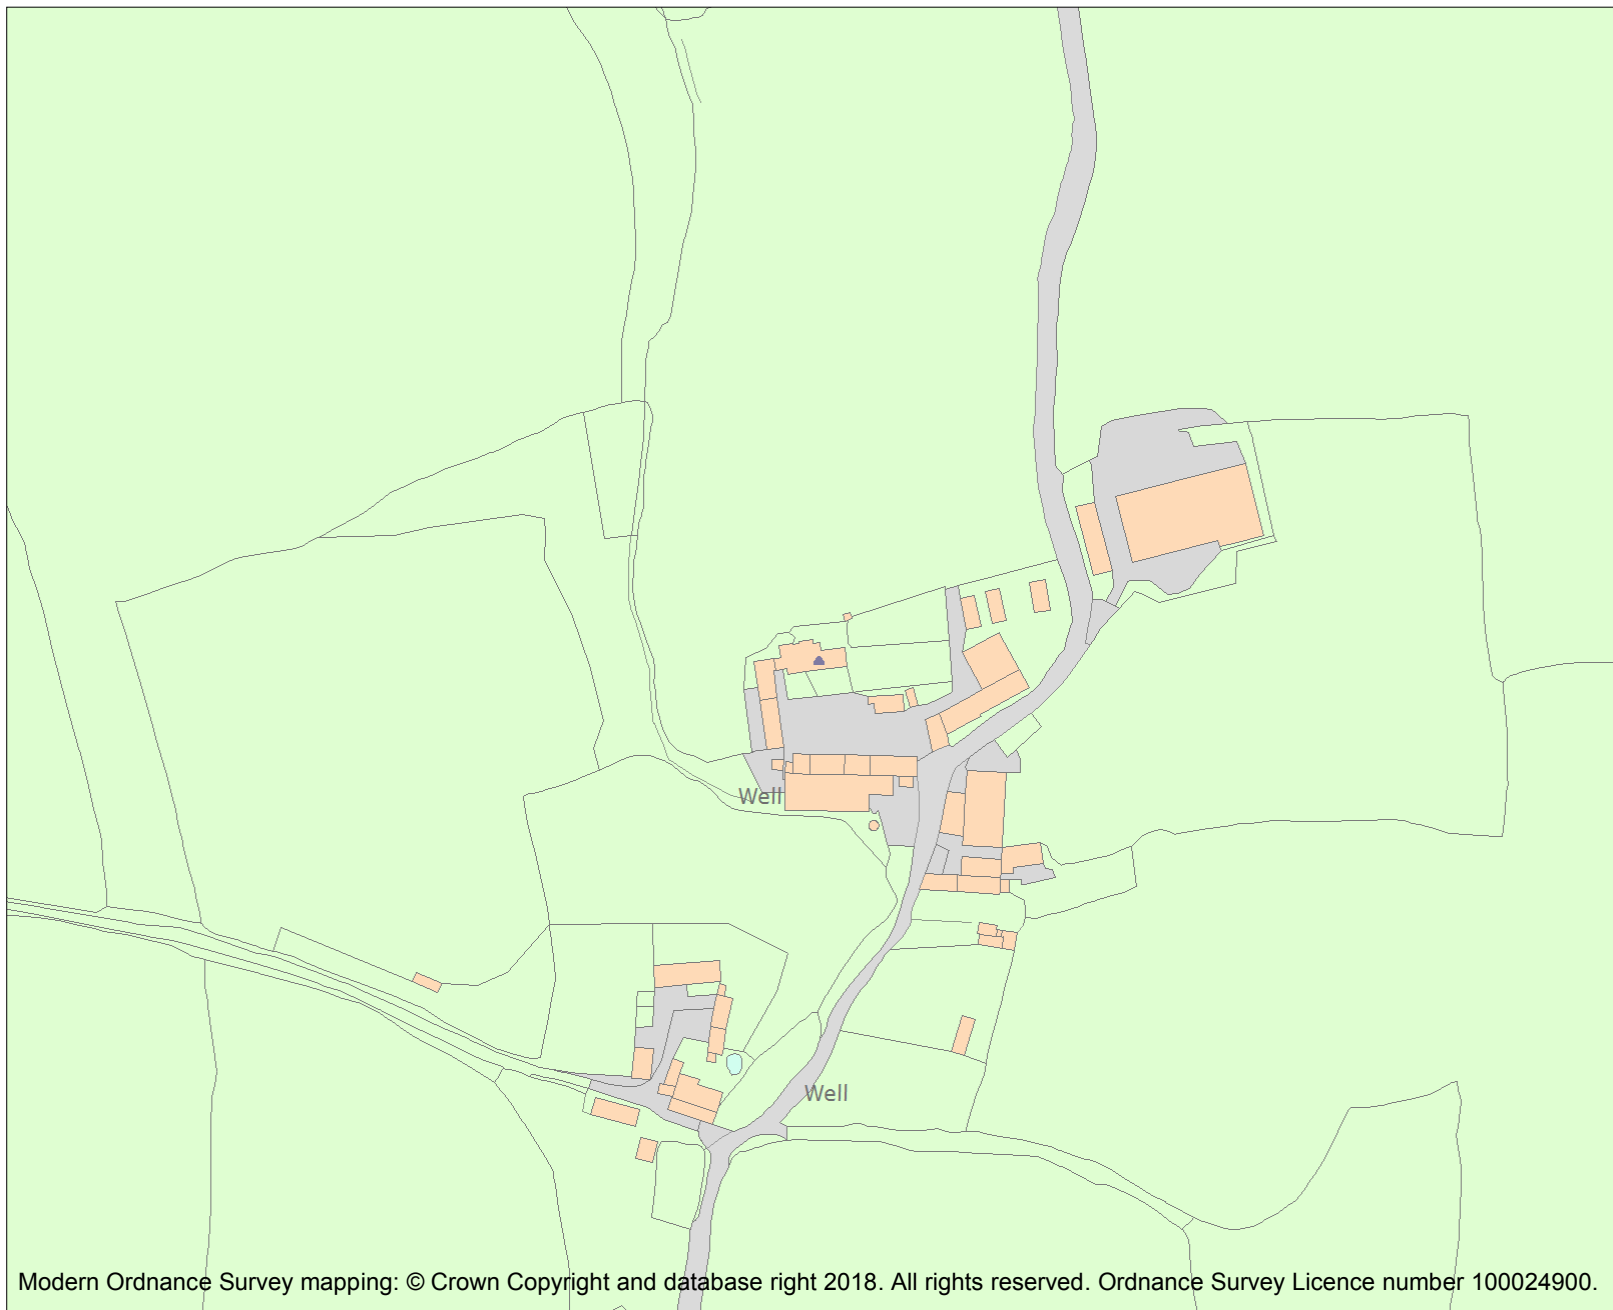 Well
Well
Modern Ordnance Survey mapping: © Crown Copyright and database right 2018. All rights reserved. Ordnance Survey Licence number 100024900.